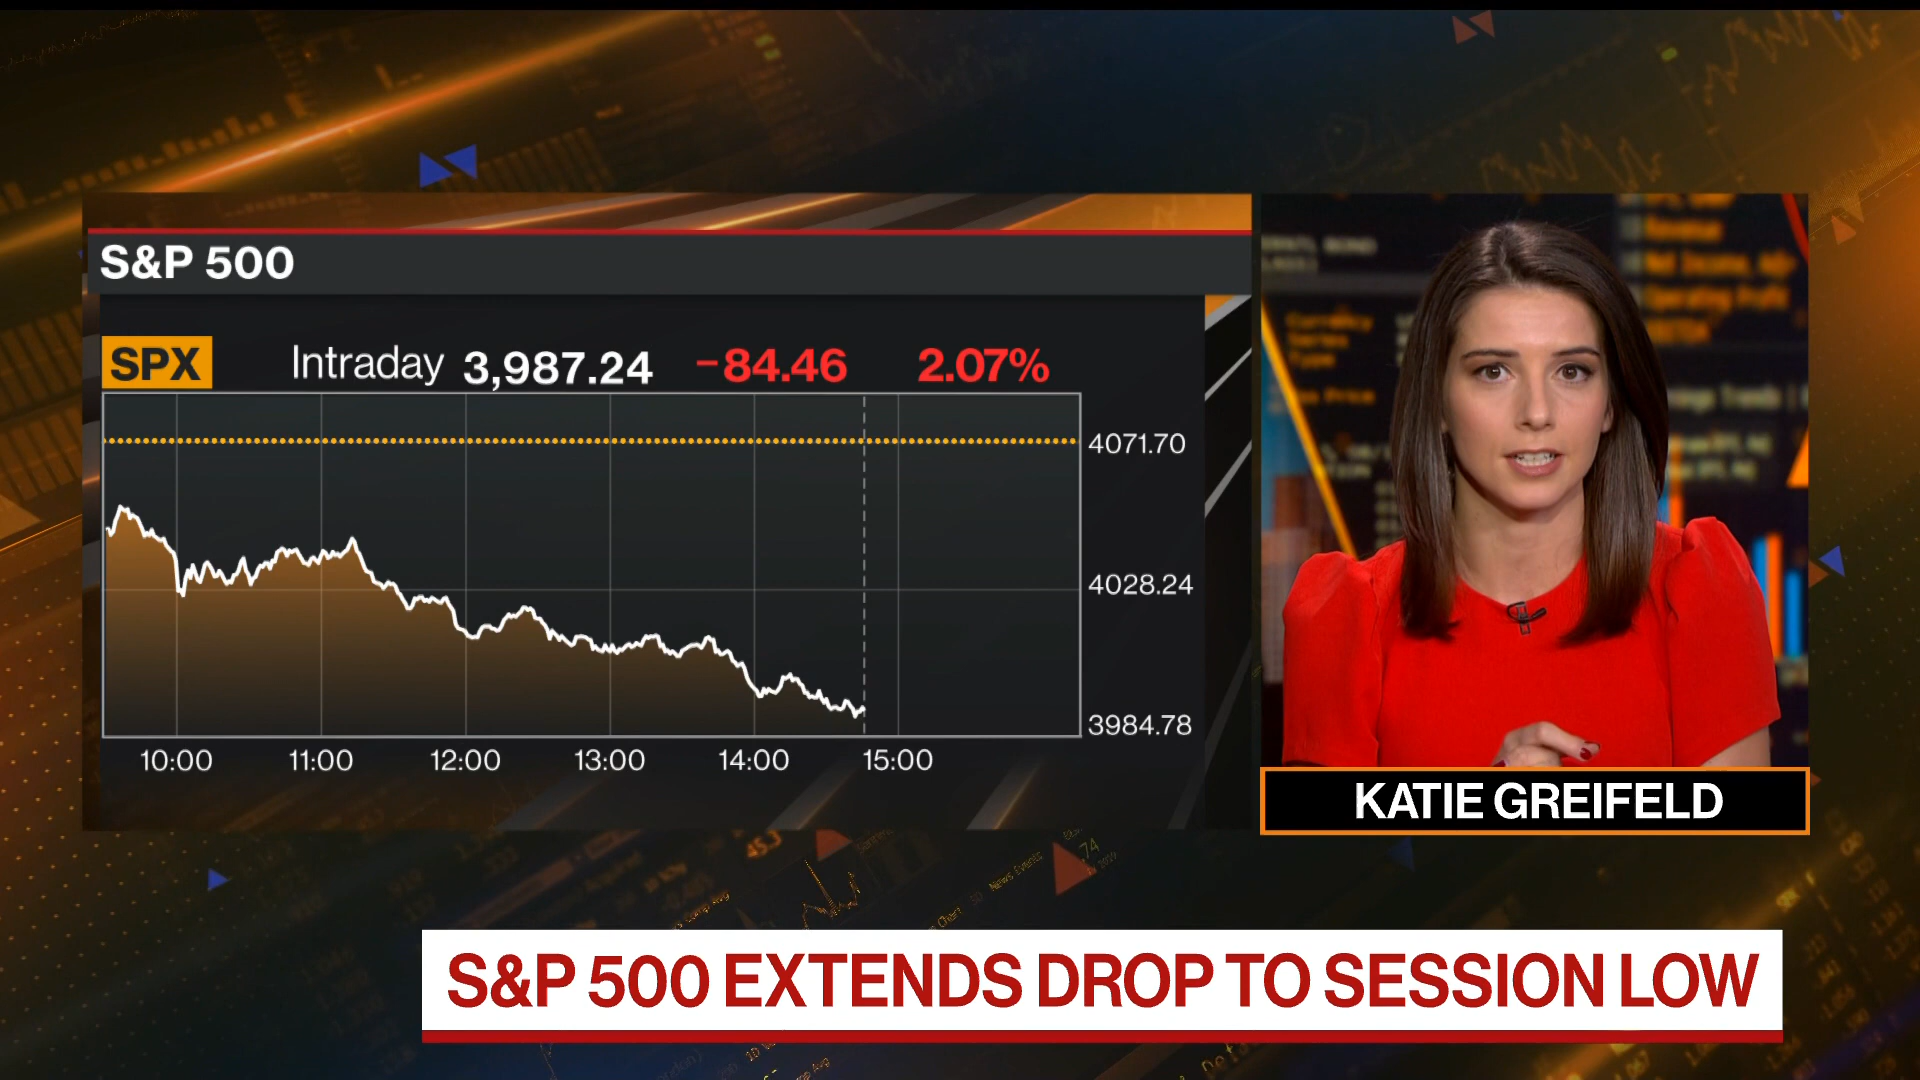 S&P 500
SPX Intraday 3,987.24 -84.46 2.07%
4071.70
4028.24
3984.78
10:00 11:00 12:00 13:00 14:00 15:00
KATIE GREIFELD
S&P 500 EXTENDS DROP TO SESSION LOW